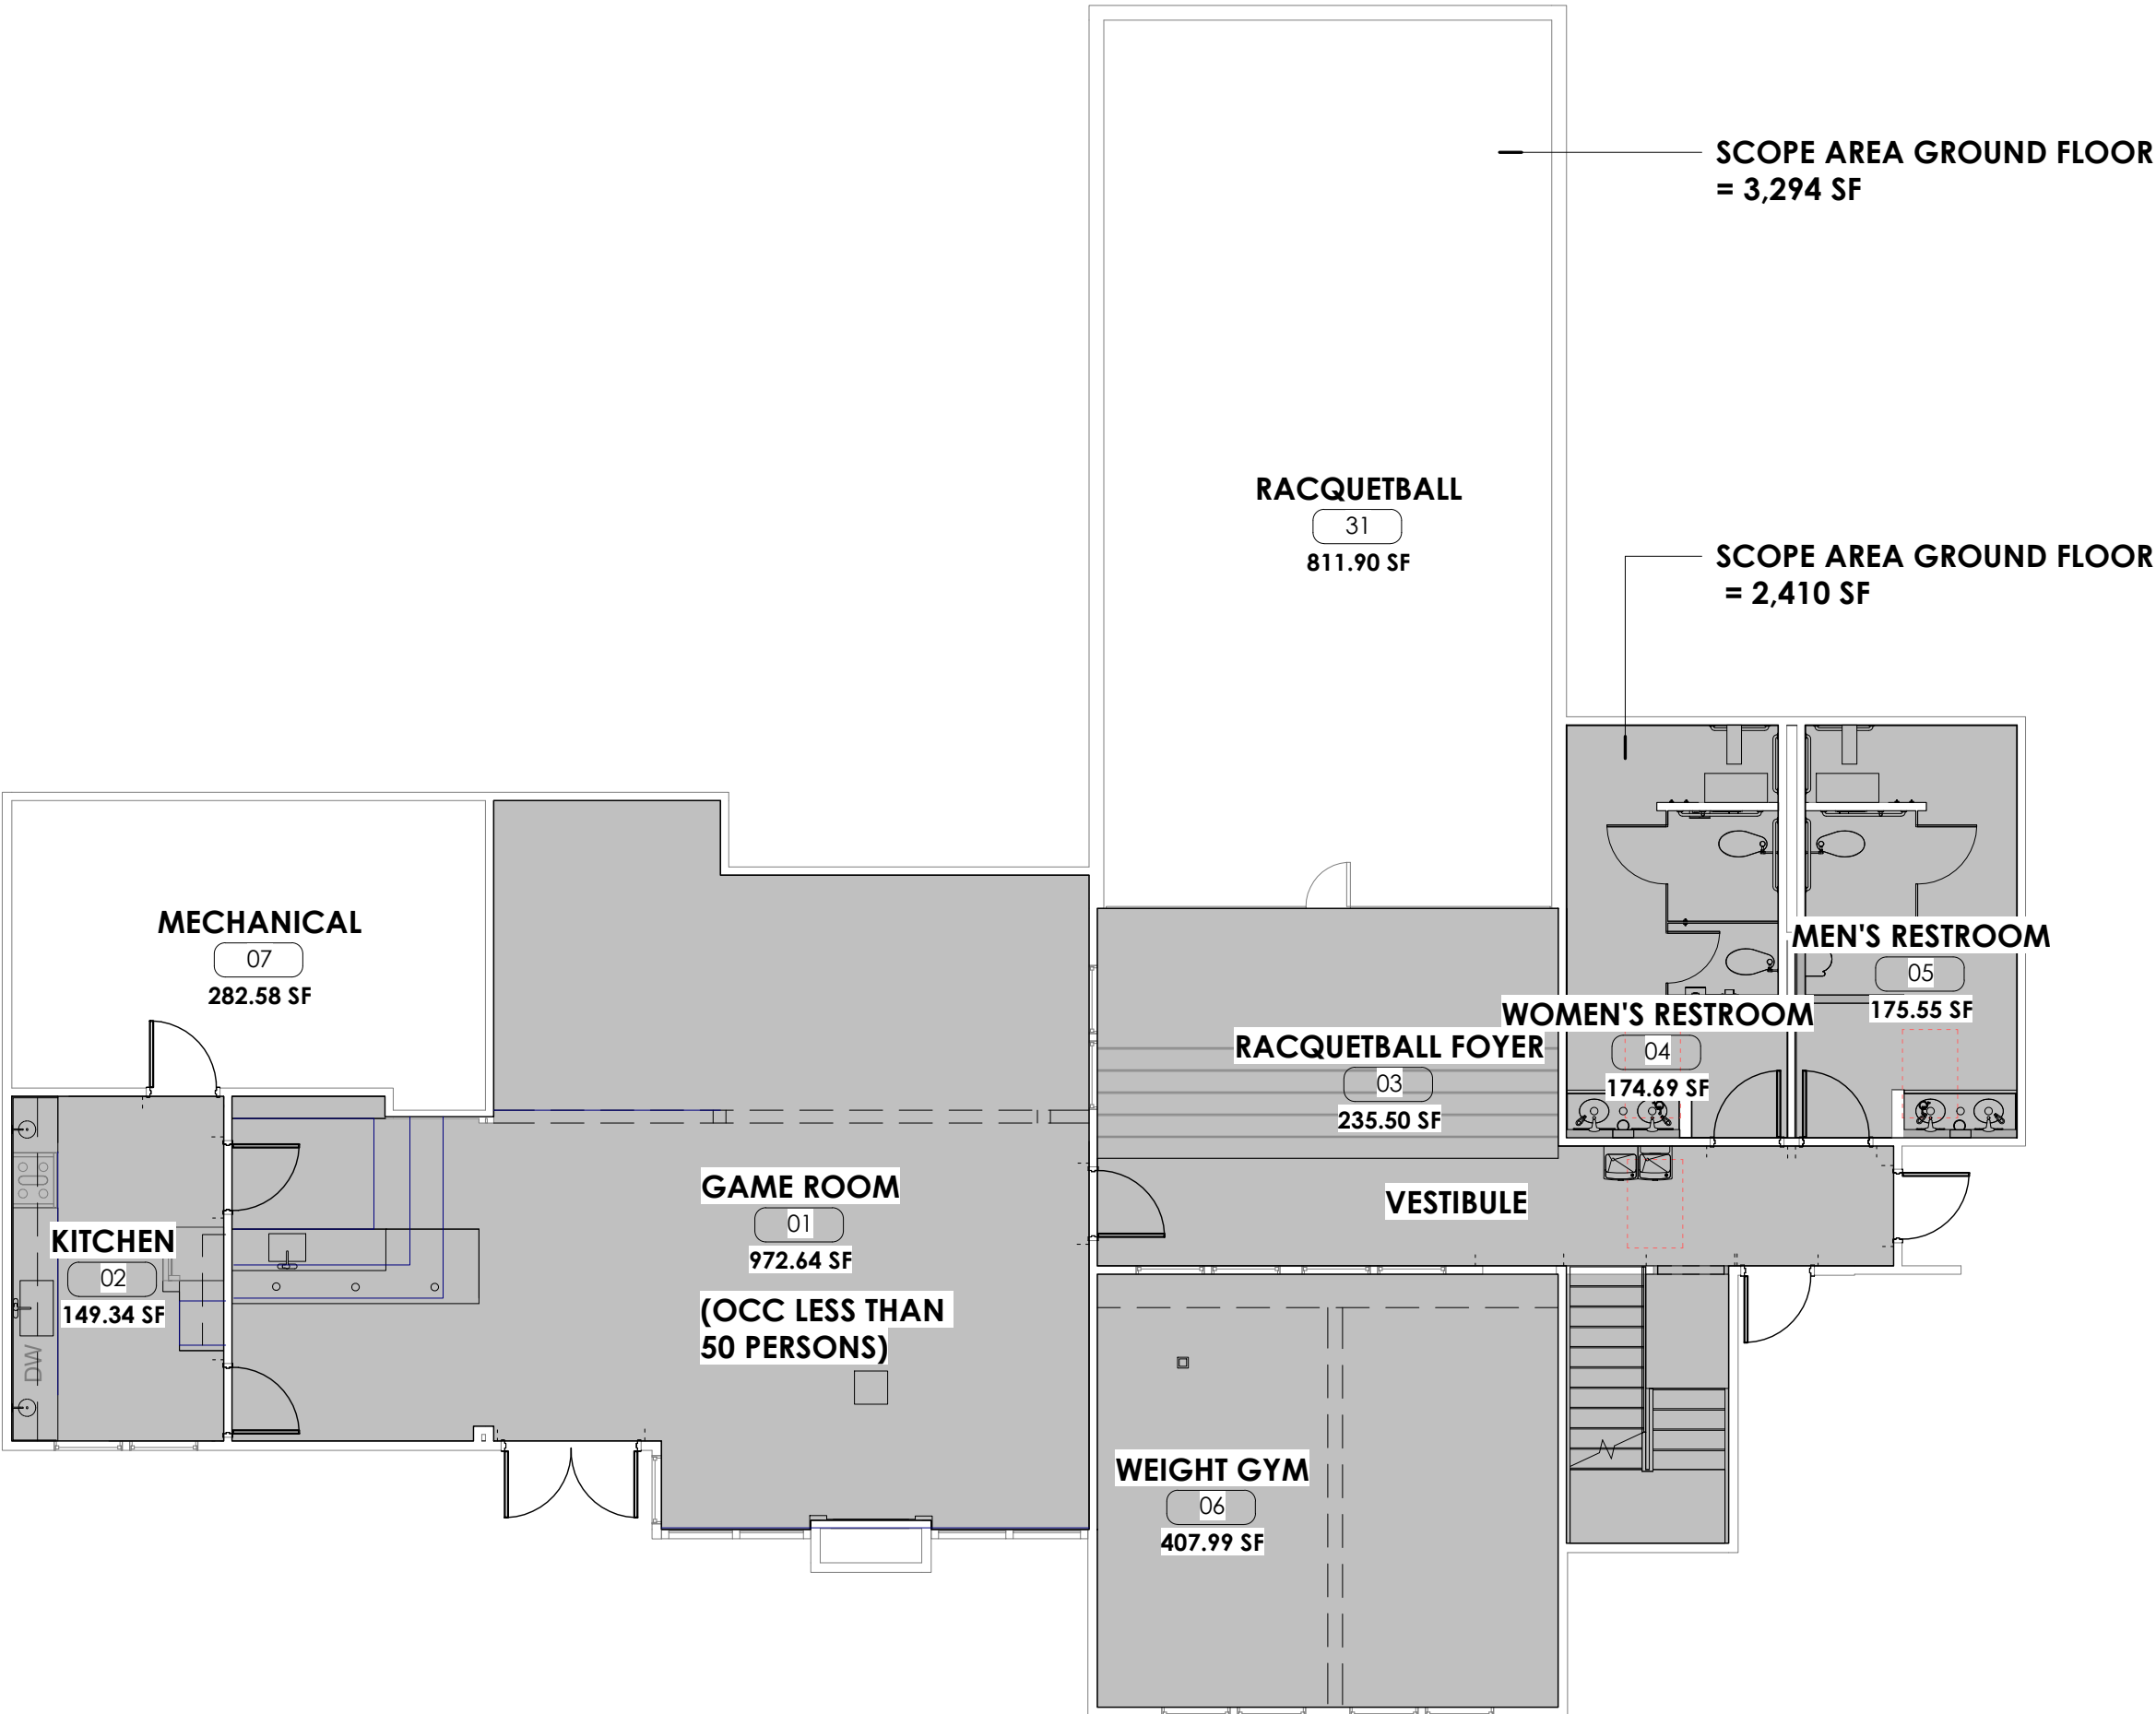 SCOPE AREA GROUND FLOOR
= 3,294 SF
RACQUETBALL
31
811.90 SF
SCOPE AREA GROUND FLOOR
= 2,410 SF
MECHANICAL
07
282.58 SF
MEN'S RESTROOM
05
175.55 SF
WOMEN'S RESTROOM
04
174.69 SF
RACQUETBALL FOYER
03
235.50 SF
VESTIBULE
GAME ROOM
01
972.64 SF
(OCC LESS THAN
50 PERSONS)
KITCHEN
02
149.34 SF
DW
WEIGHT GYM
06
407.99 SF